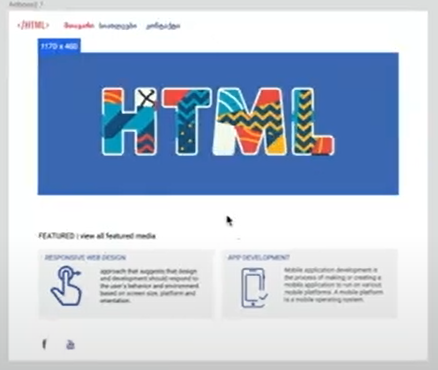 </HTML> მთავარი სიახლეები კონტაქტი
1170 x 460
HTML
FEATURED | view all featured media
RESPONSIVE WEB DESIGN
approach that suggests that design
and development should respond to
the user's behavior and environment
based on screen size, platform and
orientation.
APP DEVELOPMENT
Mobile application development is
the process of making or creating a
mobile application to run on various
mobile platforms. A mobile platform
is a mobile operating system.